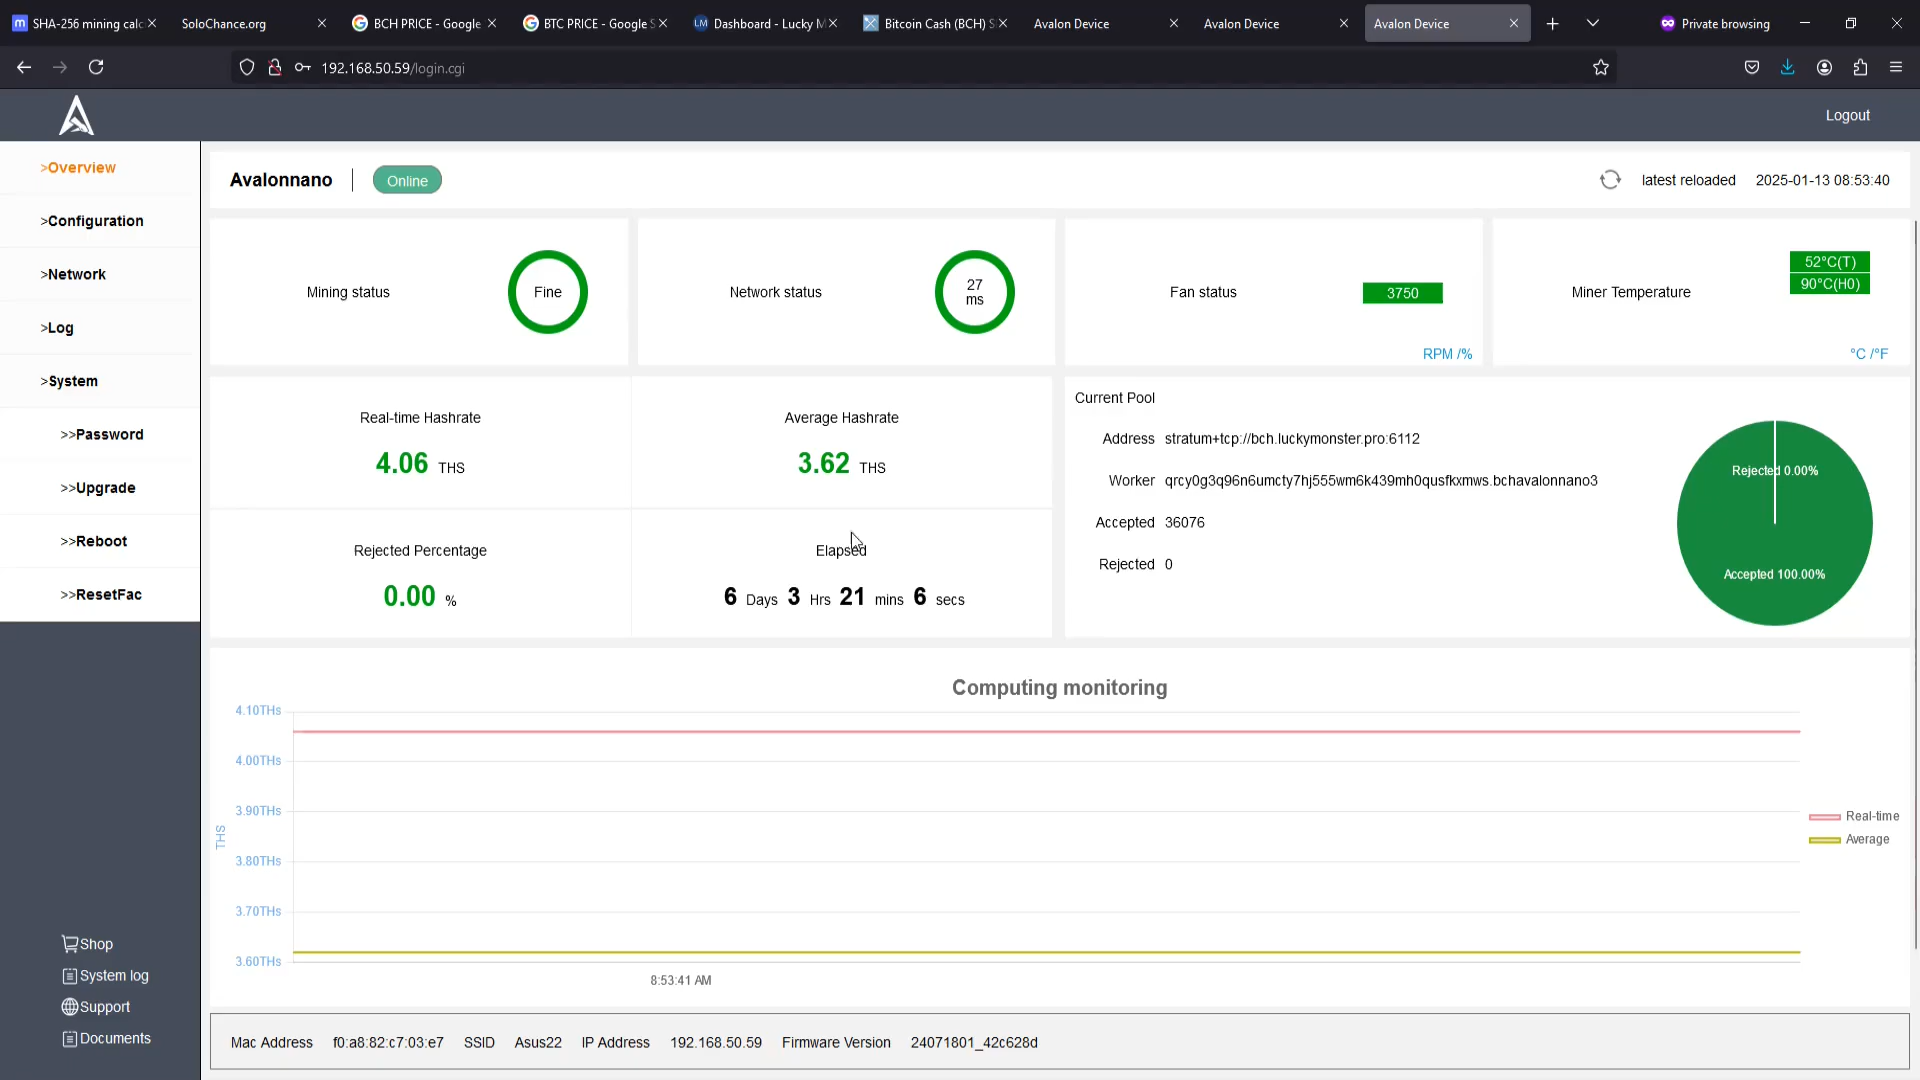 SHA-256 mining calc
SoloChance.org
BCH PRICE - Google
BTC PRICE - Google S
LM Dashboard - Lucky M
Bitcoin Cash (BCH) S
Avalon Device
Avalon Device
Avalon Device
Private browsing
192.168.50.59/login.cgi
Logout
>Overview
>Configuration
>Network
>Log
>System
>>Password
>>Upgrade
>>Reboot
>>ResetFac
Shop
System log
Support
Documents
Avalonnano
Online
latest reloaded 2025-01-13 08:53:40
Mining status
Fine
Network status
27
ms
Fan status
3750
RPM /%
Miner Temperature
52°C(T)
90°C(H0)
°C /°F
Real-time Hashrate
4.06 THS
Average Hashrate
3.62 THS
Rejected Percentage
0.00 %
Elapsed
6 Days 3 Hrs 21 mins 6 secs
Current Pool
Address stratum+tcp://bch.luckymonster.pro:6112
Worker qrcy0g3q96n6umcty7hj555wm6k439mh0qusfkxmws.bchavalonnano3
Accepted 36076
Rejected 0
Rejected 0.00%
Accepted 100.00%
Computing monitoring
4.10THs
4.00THs
3.90THs
3.80THs
3.70THs
3.60THs
THS
8:53:41 AM
Real-time
Average
Mac Address f0:a8:82:c7:03:e7 SSID Asus22 IP Address 192.168.50.59 Firmware Version 24071801_42c628d